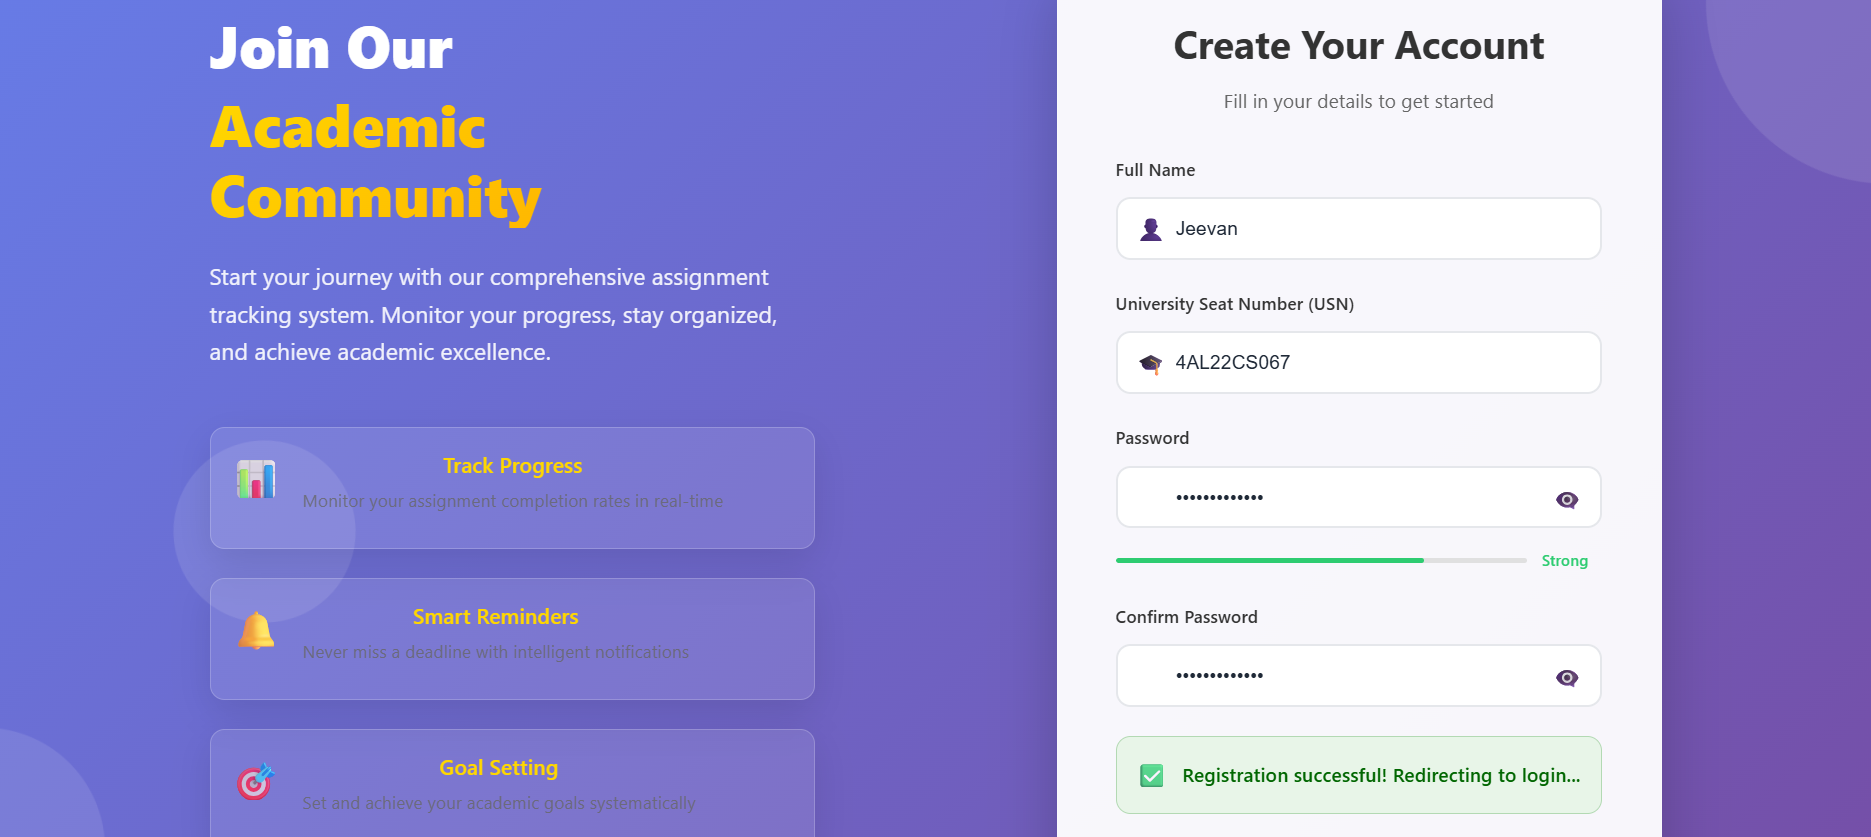 Join Our
Academic
Community
Start your journey with our comprehensive assignment
tracking system. Monitor your progress, stay organized,
and achieve academic excellence.
Track Progress
Monitor your assignment completion rates in real-time
Smart Reminders
Never miss a deadline with intelligent notifications
Goal Setting
Set and achieve your academic goals systematically
Create Your Account
Fill in your details to get started
Full Name
Jeevan
University Seat Number (USN)
4AL22CS067
Password
•••••••••••••
Strong
Confirm Password
•••••••••••••
Registration successful! Redirecting to login...